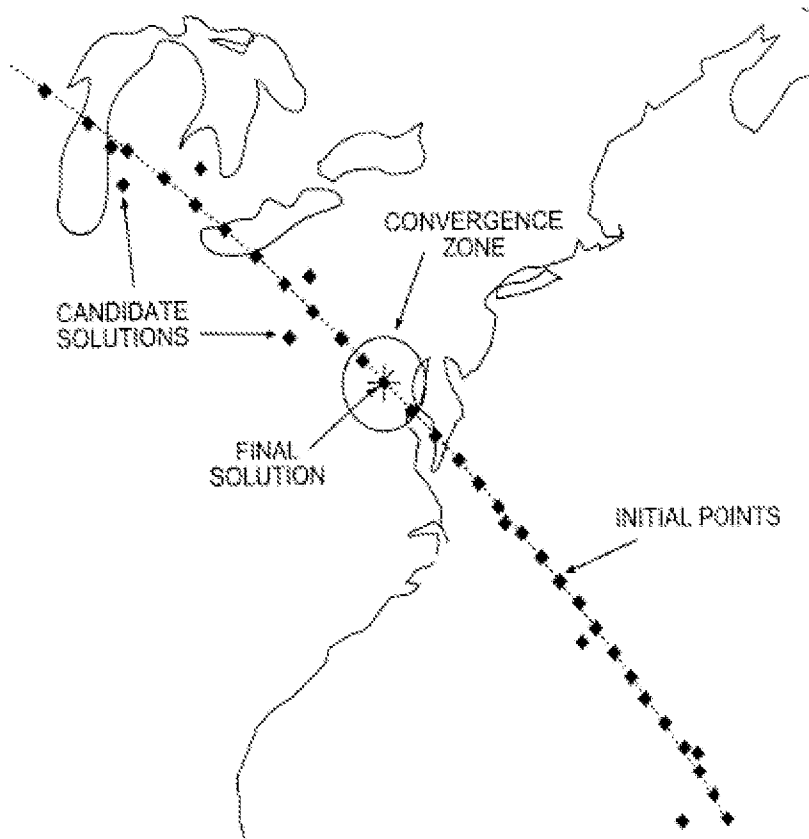 CONVERGENCE
ZONE
CANDIDATE
SOLUTIONS
FINAL
SOLUTION
INITIAL POINTS